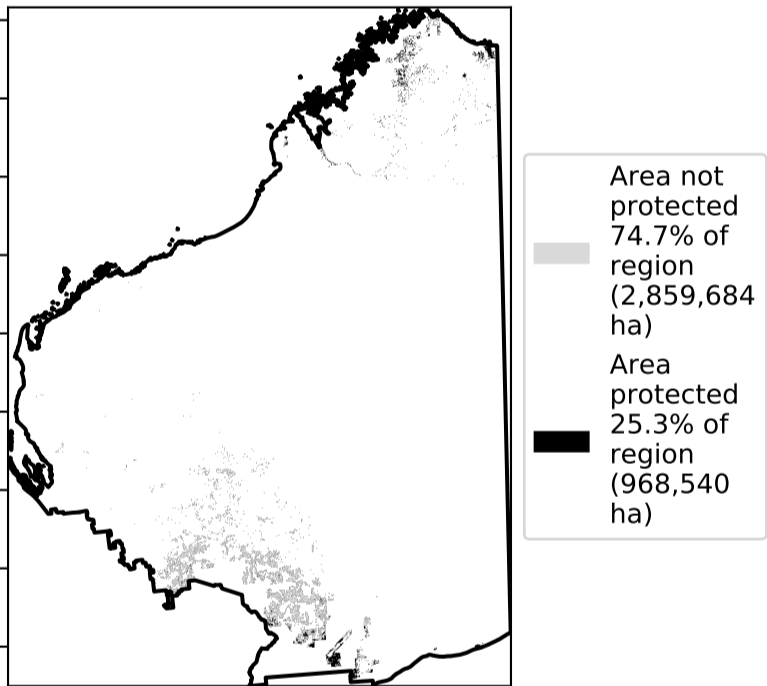 Area not
protected
74.7% of
region
(2,859,684
ha)
Area
protected
25.3% of
region
(968,540
ha)